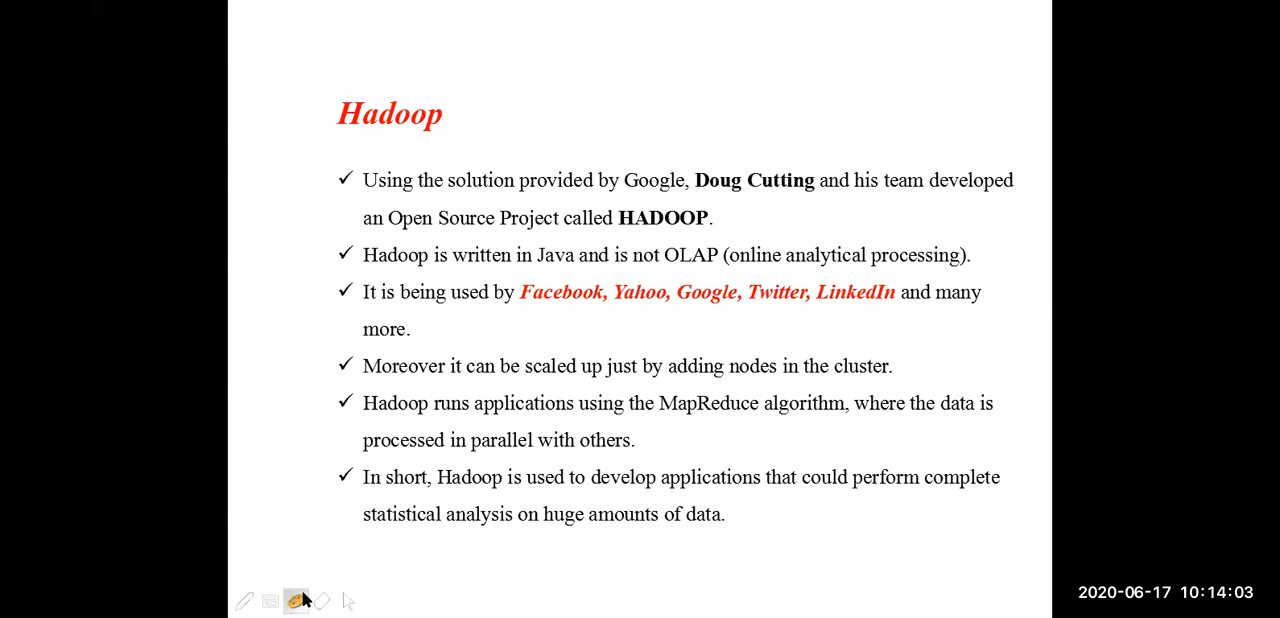 Hadoop
✓ Using the solution provided by Google, Doug Cutting and his team developed
an Open Source Project called HADOOP.
✓ Hadoop is written in Java and is not OLAP (online analytical processing).
✓ It is being used by Facebook, Yahoo, Google, Twitter, LinkedIn and many
more.
✓ Moreover it can be scaled up just by adding nodes in the cluster.
✓ Hadoop runs applications using the MapReduce algorithm, where the data is
processed in parallel with others.
✓ In short, Hadoop is used to develop applications that could perform complete
statistical analysis on huge amounts of data.
2020-06-17 10:14:03